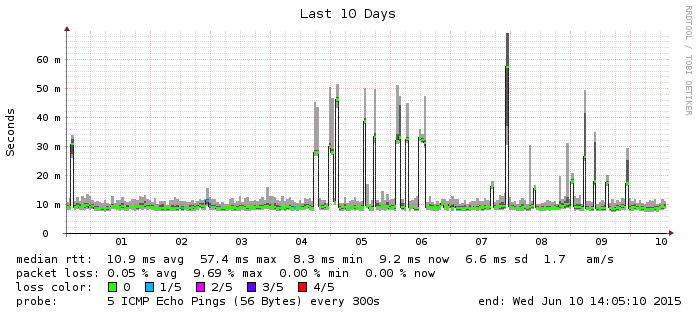 Last 10 Days
RRDTOOL / TOBI OETIKER
Seconds
60 m
50 m
40 m
30 m
20 m
10 m
0
01 02 03 04 05 06 07 08 09 10
median rtt: 10.9 ms avg 57.4 ms max 8.3 ms min 9.2 ms now 6.6 ms sd 1.7 am/s
packet loss: 0.05 % avg 9.69 % max 0.00 % min 0.00 % now
loss color: 0 1/5 2/5 3/5 4/5
probe: 5 ICMP Echo Pings (56 Bytes) every 300s end: Wed Jun 10 14:05:10 2015